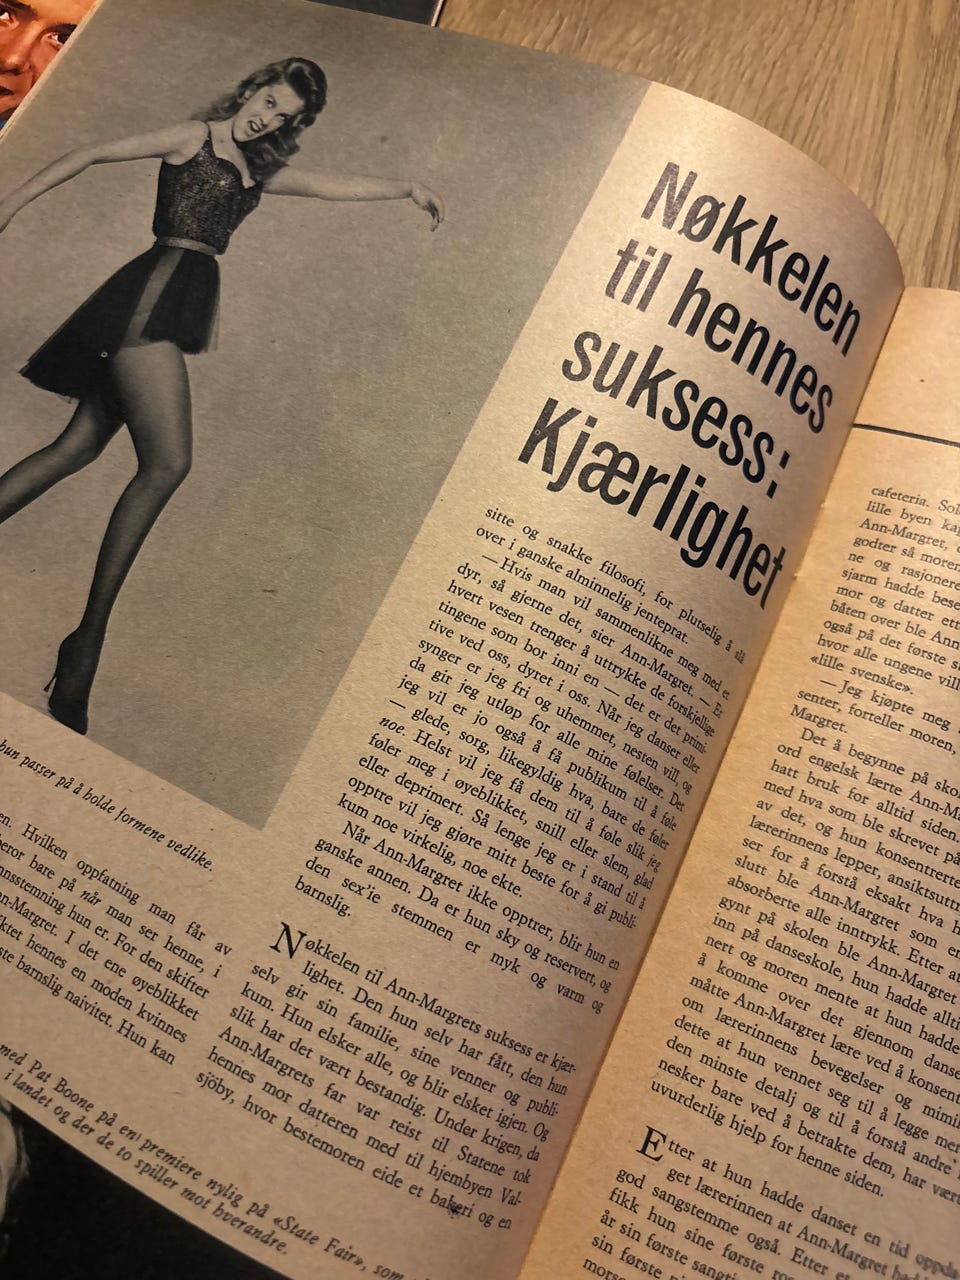 Nøkkelen
til hennes
suksess:
Kjærlighet
hun passer på å holde formene vedlike.
Hvilken oppfatning man får av
bare på når man ser henne, i
hun er. For den skifter
I det ene øyeblikket
hennes en moden kvinnes
barnslig naivitet. Hun kan
med Pat Boone på en premiere nylig på «State Fair», som
i landet og der de to spiller mot hverandre.
sitte og snakke filosofi, for plutselig å slå
over i ganske alminnelig jenteprat.
— Hvis man vil sammenlikne meg med et
dyr, så gjerne det, sier Ann-Margret. — Er
hvert vesen trenger å uttrykke de forskjellige
tingene som bor inni en — det er det primi-
tive ved oss, dyret i oss. Når jeg danser eller
synger er jeg fri og uhemmet, nesten vill, og
da gir jeg utløp for alle mine følelser. Det
jeg vil er jo også å få publikum til å føle
— glede, sorg, likegyldig hva, bare de føler
noe. Helst vil jeg få dem til å føle slik jeg
føler meg i øyeblikket, snill eller slem, glad
eller deprimert. Så lenge jeg er i stand til å
opptre vil jeg gjøre mitt beste for å gi publi-
kum noe virkelig, noe ekte.
Når Ann-Margret ikke opptrer, blir hun en
ganske annen. Da er hun sky og reservert, og
den sex'ie stemmen er myk og varm og
barnslig.
Nøkkelen til Ann-Margrets suksess er kjær-
lighet. Den hun selv har fått, den hun
selv gir sin familie, sine venner og publi-
kum. Hun elsker alle, og blir elsket igjen. Og
slik har det vært bestandig. Under krigen, da
Ann-Margrets far var reist til Statene tok
hennes mor datteren med til hjembyen Val-
sjöby, hvor bestemoren eide et bakeri og en
cafeteria.
lille byen
Ann-Margret,
godter så moren
ne og rasjonere
sjarm hadde
mor og datter ett
båten over ble Ann
også på det første
hvor alle ungene
«lille svenske».
— Jeg kjøpte meg
senter, forteller moren,
Margret.
Det å begynne på
ord engelsk lærte Ann-M
hatt bruk for alltid siden.
med hva som ble skrevet på
av det, og hun konsentrerte
lærerinnens lepper, ansiktsuttr
ser for å forstå eksakt hva
slutt ble Ann-Margret som en
absorberte alle inntrykk. Etter at
gynt på skolen ble Ann-Margret
inn på danseskole, hun hadde
nert og moren mente at hun hadde
å komme over det gjennom
måtte Ann-Margret lære ved å
om lærerinnens bevegelser og
dette at hun vennet seg til å legge
den minste detalj og til å forstå andre
nesker bare ved å betrakte dem, har vært
uvurderlig hjelp for henne siden.
Etter at hun hadde danset en tid
get lærerinnen at Ann-Margret
god sangstemme også. Etter
fikk hun sine første
år sin første
sin første